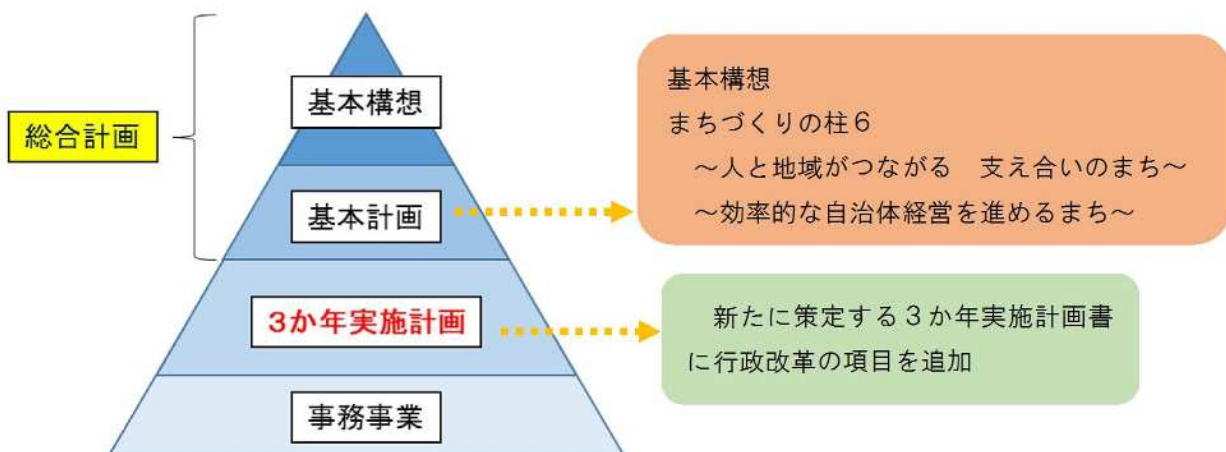 総合計画
基本構想
基本計画
3か年実施計画
事務事業
基本構想
まちづくりの柱６
～人と地域がつながる　支え合いのまち～
～効率的な自治体経営を進めるまち～
新たに策定する３か年実施計画書
に行政改革の項目を追加